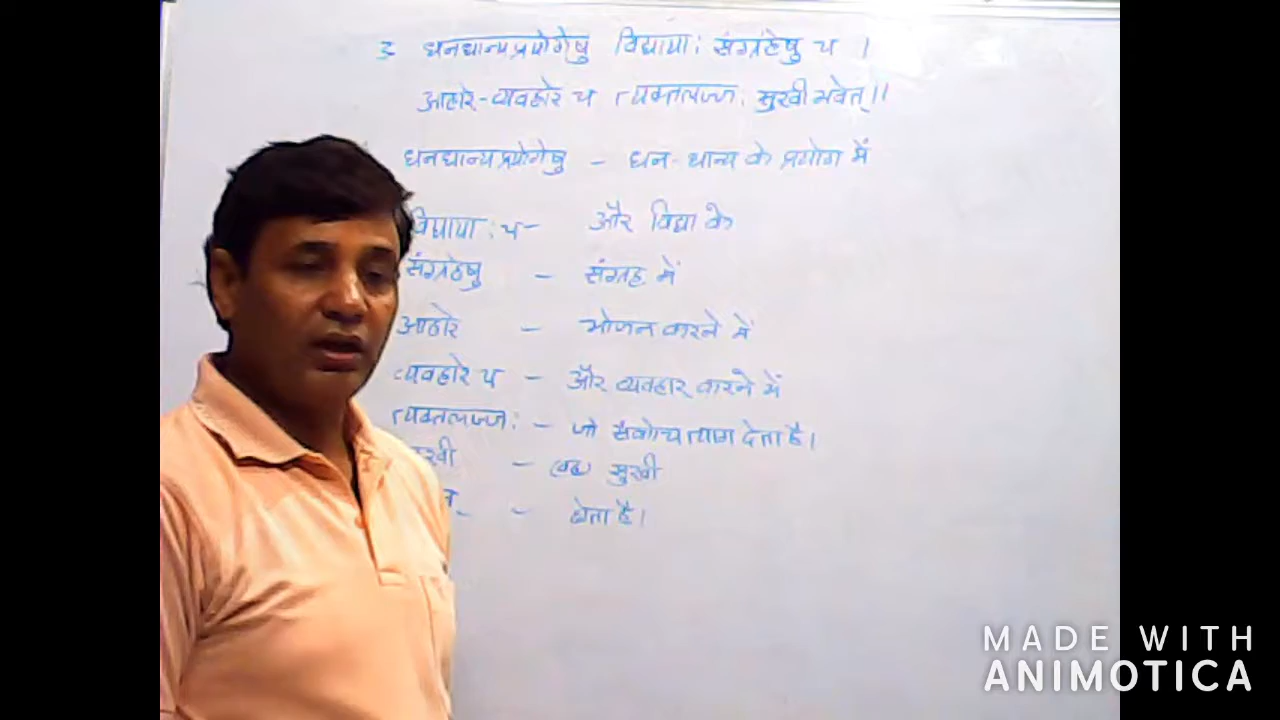 3 धनधान्यप्रयोगेषु विद्यायाः संग्रहेषु च ।
आहारे-व्यवहारे च त्यक्तलज्जः सुखी भवेत् ॥
धनधान्यप्रयोगेषु - धन-धान्य के प्रयोग में
विद्यायाः च - और विद्या के
संग्रहेषु - संग्रह में
आहारे - भोजन करने में
व्यवहारे च - और व्यवहार करने में
त्यक्तलज्जः - जो संकोच त्याग देता है।
- वह सुखी
- होता है।
MADE WITH
ANIMOTICA